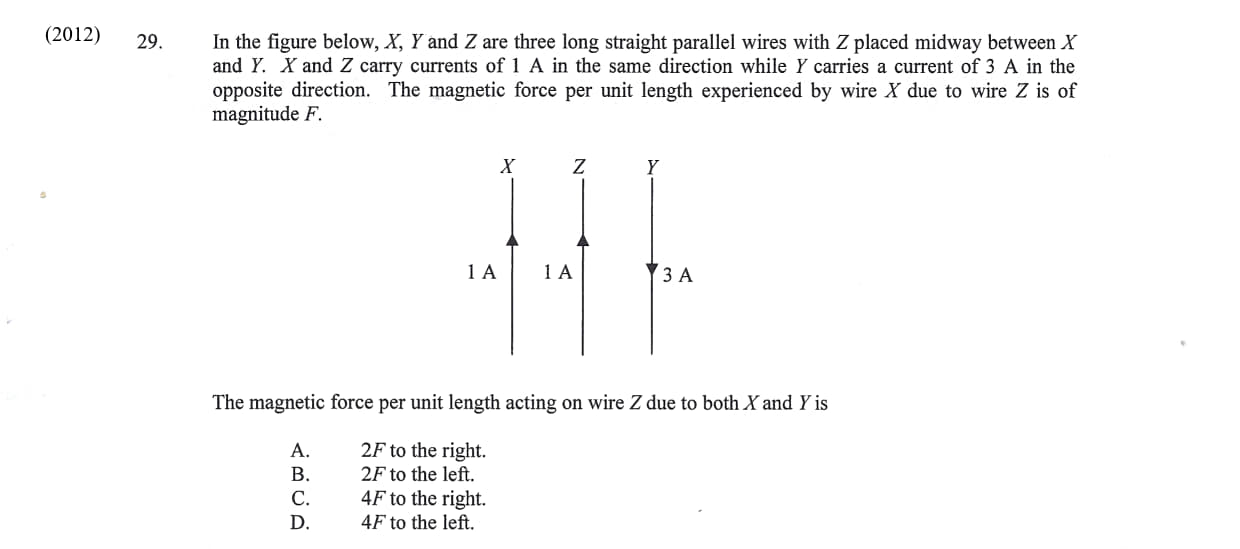 (2012) 29. In the figure below, X, Y and Z are three long straight parallel wires with Z placed midway between X
and Y. X and Z carry currents of 1 A in the same direction while Y carries a current of 3 A in the
opposite direction. The magnetic force per unit length experienced by wire X due to wire Z is of
magnitude F.
X Z Y
1 A 1 A 3 A
The magnetic force per unit length acting on wire Z due to both X and Y is
A. 2F to the right.
B. 2F to the left.
C. 4F to the right.
D. 4F to the left.